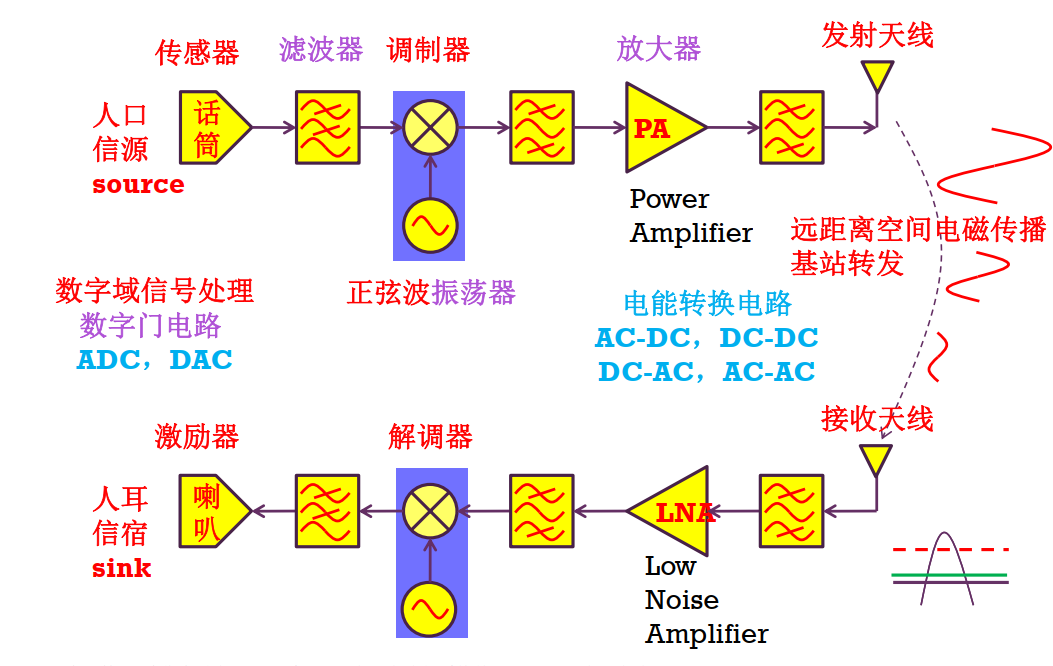 传感器
滤波器
调制器
放大器
发射天线
人口
信源
source
话
筒
PA
Power
Amplifier
远距离空间电磁传播
基站转发
数字域信号处理
数字门电路
ADC，DAC
正弦波振荡器
电能转换电路
AC-DC，DC-DC
DC-AC，AC-AC
激励器
解调器
接收天线
人耳
信宿
sink
喇
叭
LNA
Low
Noise
Amplifier